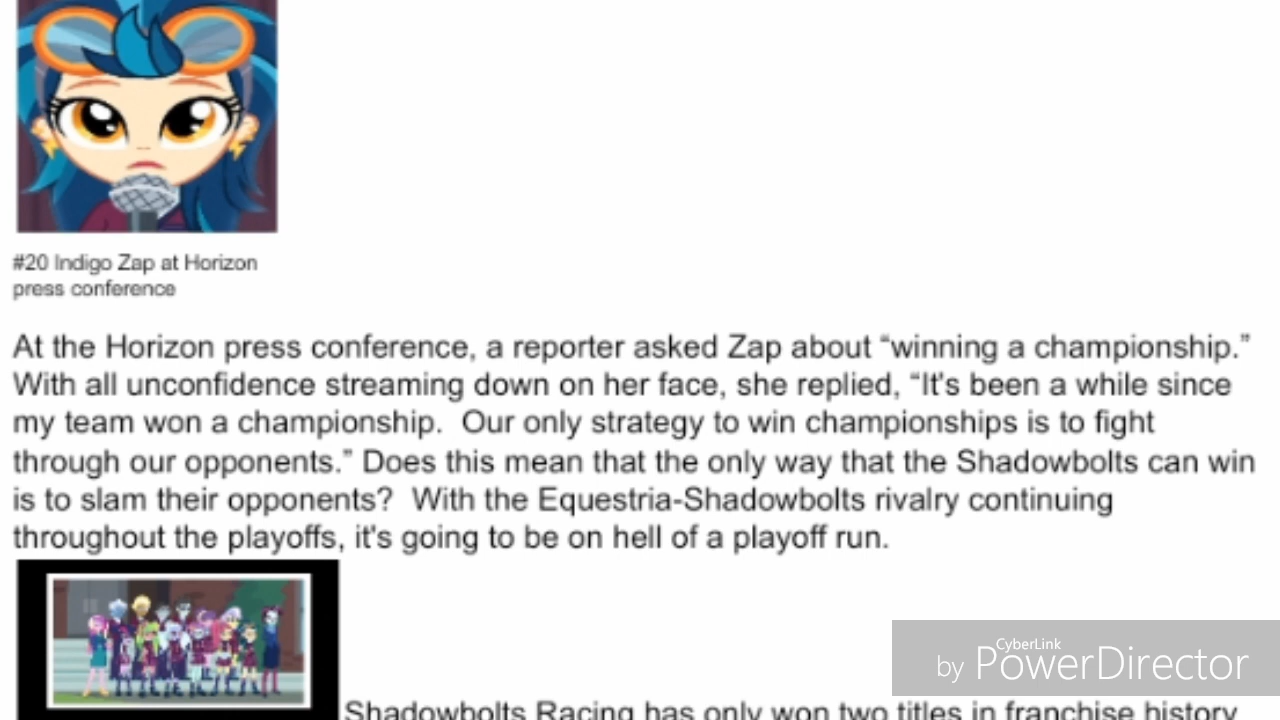 #20 Indigo Zap at Horizon
press conference
At the Horizon press conference, a reporter asked Zap about “winning a championship.”
With all unconfidence streaming down on her face, she replied, “It's been a while since
my team won a championship.  Our only strategy to win championships is to fight
through our opponents.” Does this mean that the only way that the Shadowbolts can win
is to slam their opponents?  With the Equestria-Shadowbolts rivalry continuing
throughout the playoffs, it's going to be on hell of a playoff run.
Shadowbolts Racing has only won two titles in franchise history
CyberLink
by PowerDirector